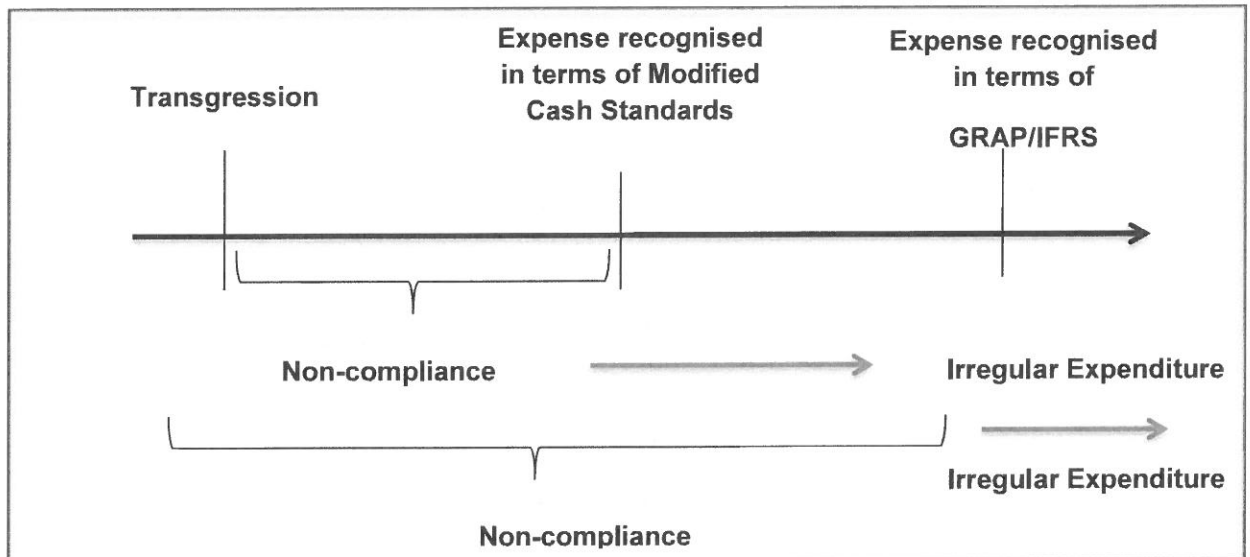 Transgression
Expense recognised
in terms of Modified
Cash Standards
Expense recognised
in terms of
GRAP/IFRS
Non-compliance
Irregular Expenditure
Irregular Expenditure
Non-compliance